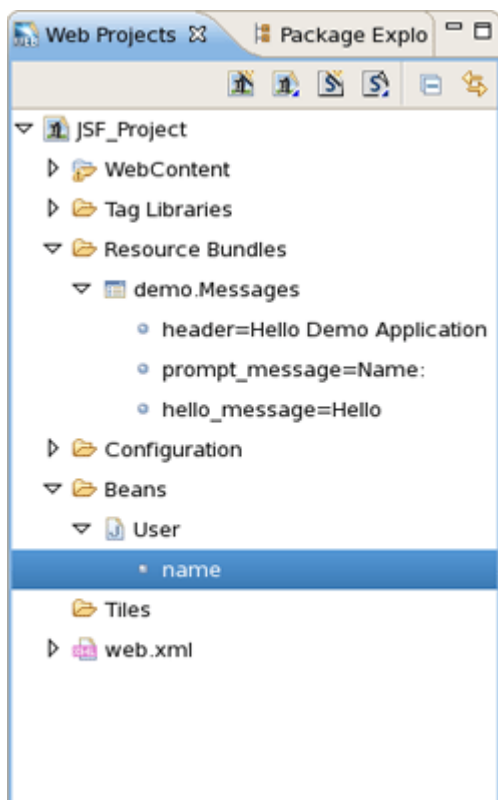 Web Projects Package Explo
JSF_Project
WebContent
Tag Libraries
Resource Bundles
demo.Messages
header=Hello Demo Application
prompt_message=Name:
hello_message=Hello
Configuration
Beans
User
name
Tiles
web.xml